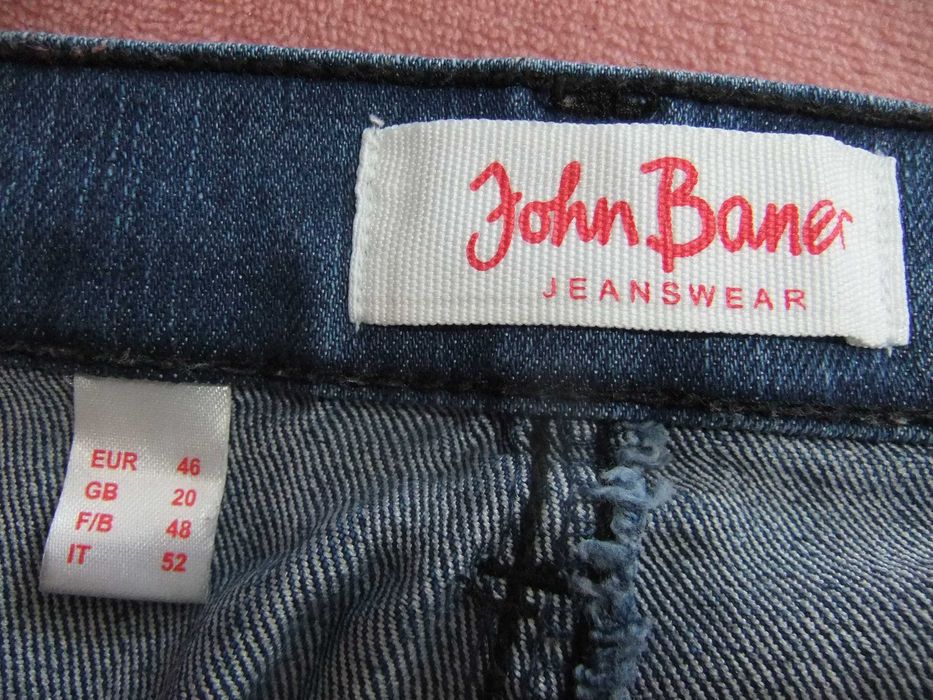 John Baner
JEANSWEAR
EUR 46
GB 20
F/B 48
IT 52